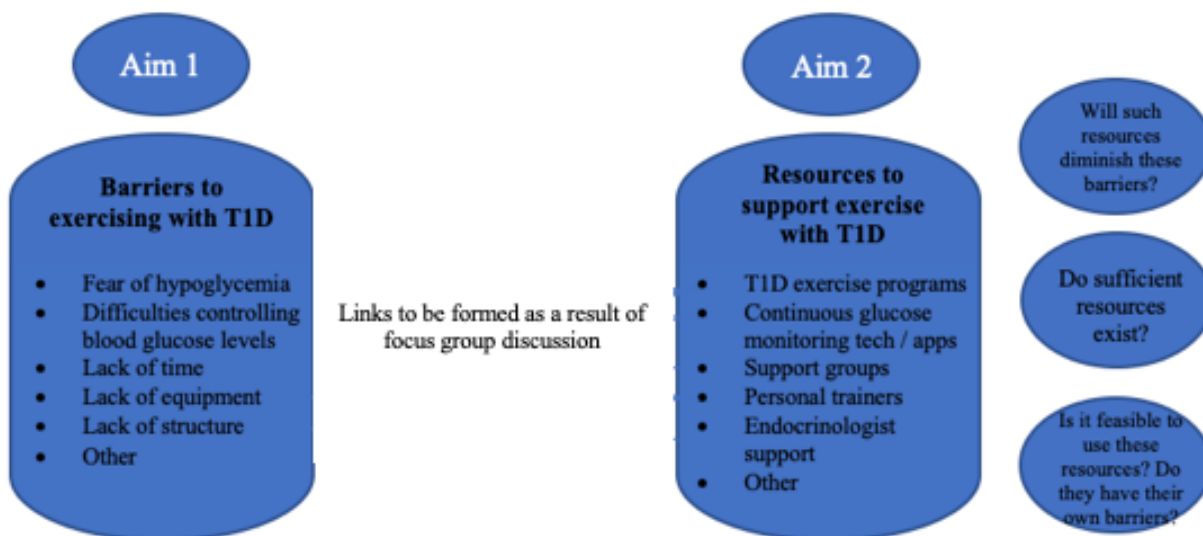 Aim 1
Barriers to
exercising with T1D
• Fear of hypoglycemia
• Difficulties controlling
blood glucose levels
• Lack of time
• Lack of equipment
• Lack of structure
• Other
Links to be formed as a result of
focus group discussion
Aim 2
Resources to
support exercise
with T1D
• T1D exercise programs
• Continuous glucose
monitoring tech / apps
• Support groups
• Personal trainers
• Endocrinologist
support
• Other
Will such
resources
diminish these
barriers?
Do sufficient
resources
exist?
Is it feasible to
use these
resources? Do
they have their
own barriers?